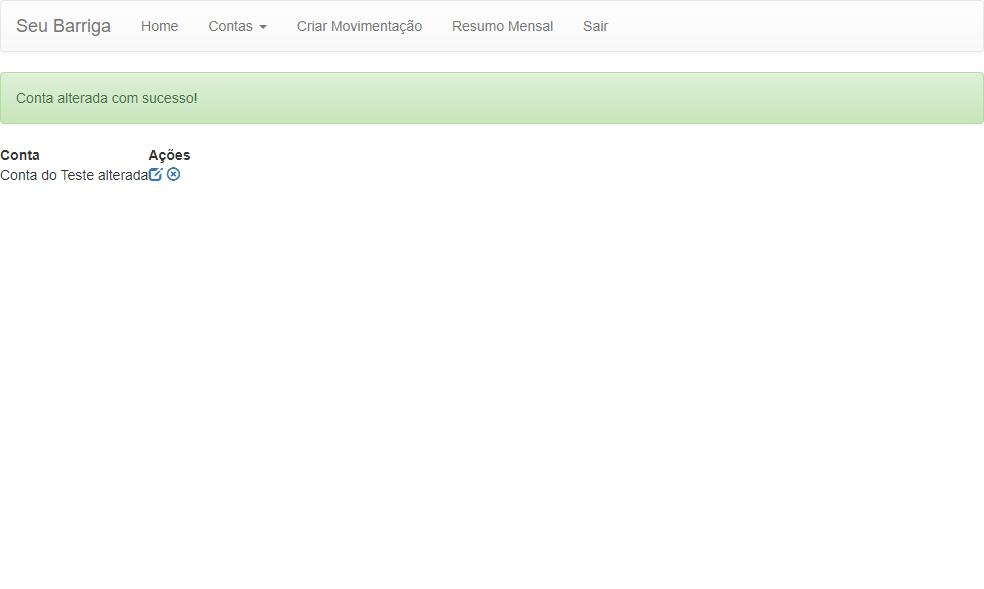 Seu Barriga Home Contas Criar Movimentação Resumo Mensal Sair
Conta alterada com sucesso!
Conta Ações
Conta do Teste alterada